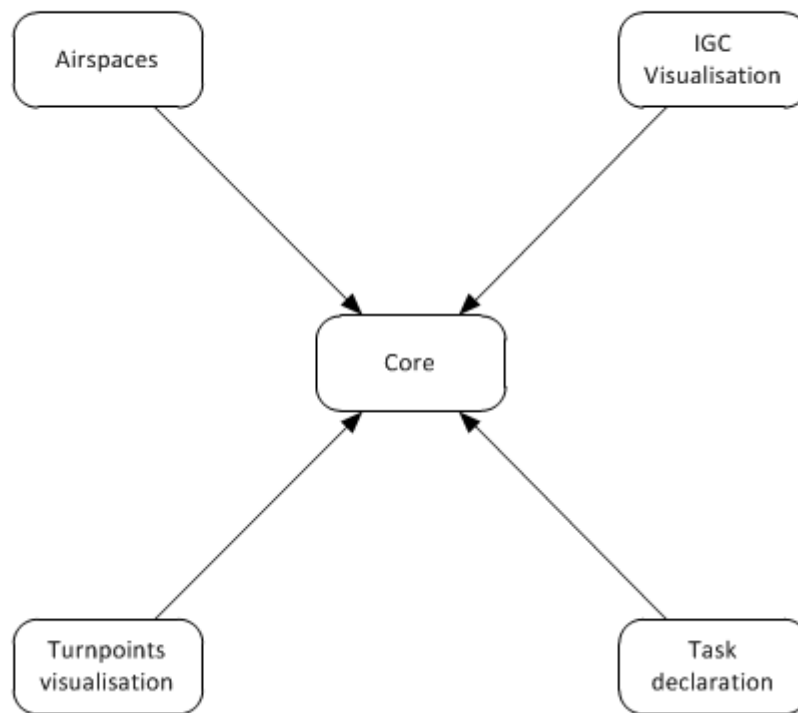 Airspaces
IGC
Visualisation
Core
Turnpoints
visualisation
Task
declaration